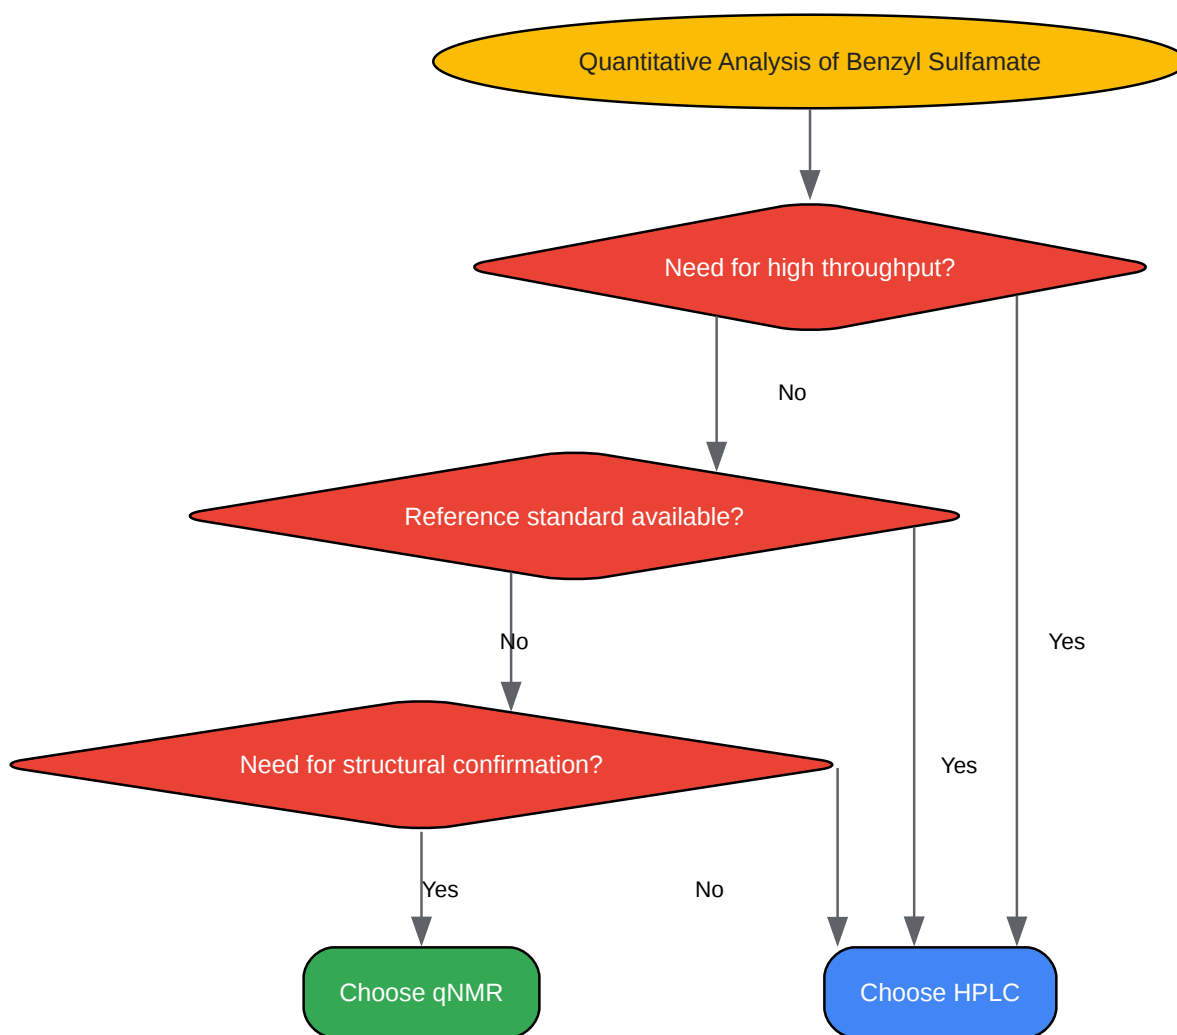 Quantitative Analysis of Benzyl Sulfamate
Need for high throughput?
No
Reference standard available?
No
Yes
Need for structural confirmation?
Yes
Yes
No
Choose qNMR
Choose HPLC